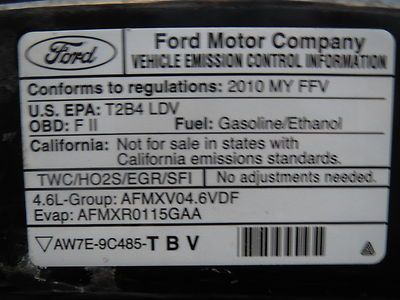 Ford
Ford Motor Company
VEHICLE EMISSION CONTROL INFORMATION
Conforms to regulations: 2010 MY FFV
U.S. EPA: T2B4 LDV
OBD: F II Fuel: Gasoline/Ethanol
California: Not for sale in states with
California emissions standards.
TWC/HO2S/EGR/SFI No adjustments needed.
4.6L-Group: AFMXV04.6VDF
Evap: AFMXR0115GAA
AW7E-9C485-TBV